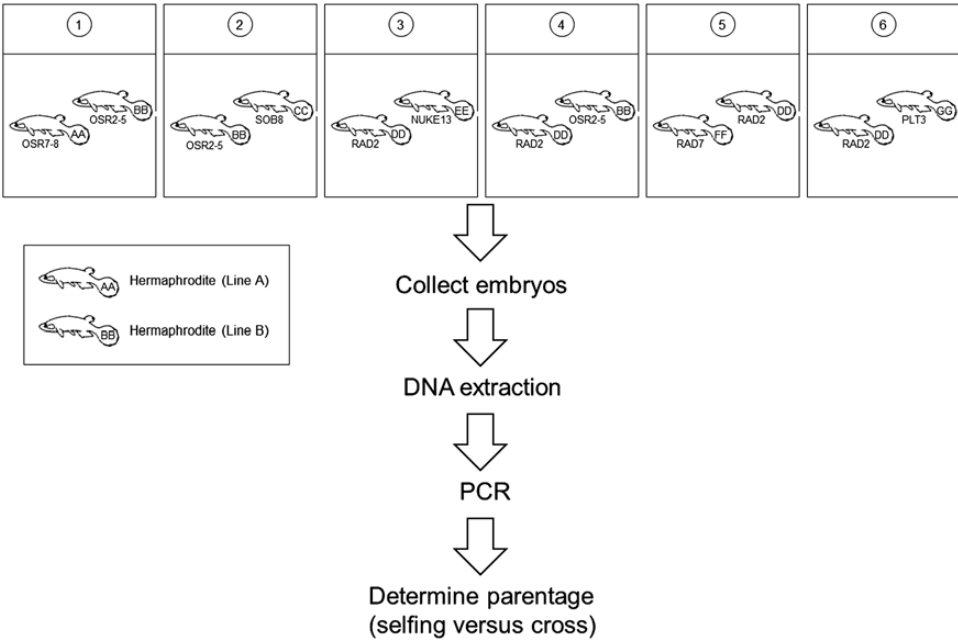 1
2
3
4
5
6
BB
OSR2-5
AA
OSR7-8
CC
SOB8
BB
OSR2-5
EE
NUKE13
DD
RAD2
BB
OSR2-5
DD
RAD2
DD
RAD2
FF
RAD7
GG
PLT3
DD
RAD2
AA Hermaphrodite (Line A)
BB Hermaphrodite (Line B)
Collect embryos
DNA extraction
PCR
Determine parentage
(selfing versus cross)